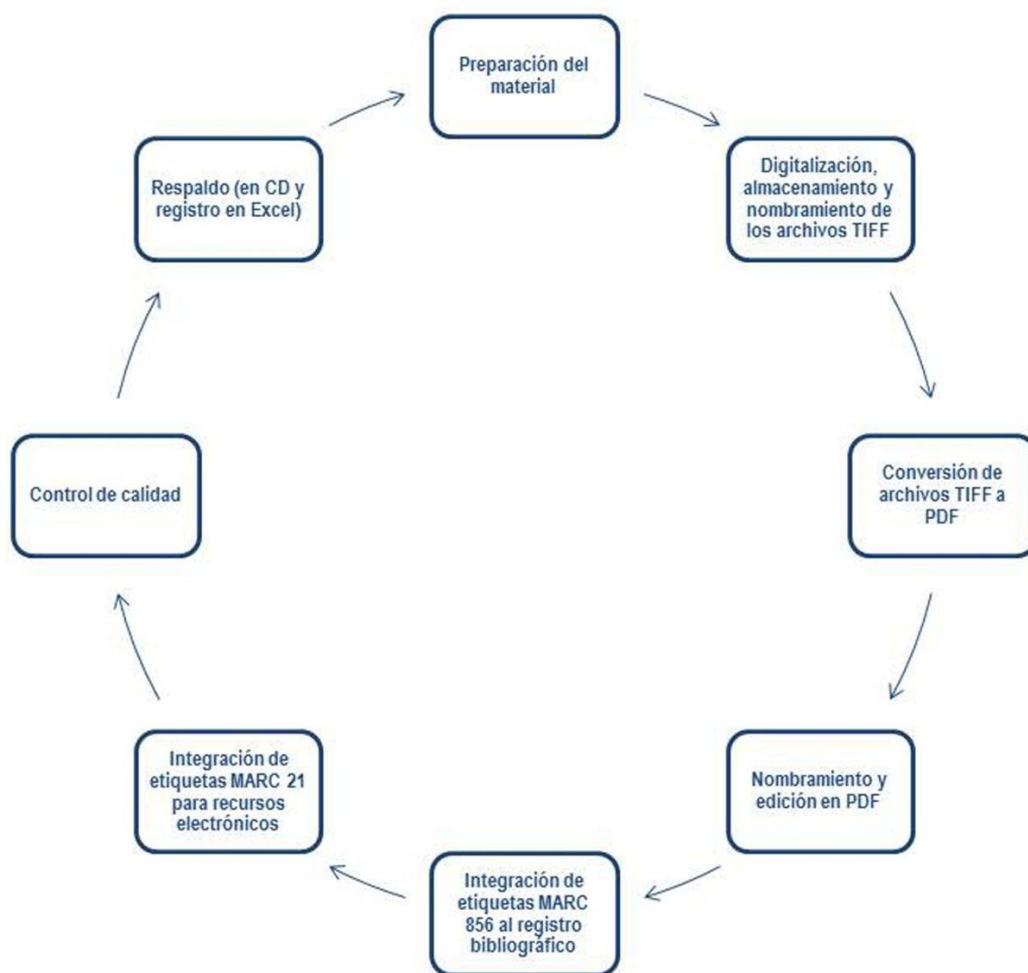 Preparación del
material
Digitalización,
almacenamiento y
nombramiento de
los archivos TIFF
Conversión de
archivos TIFF a
PDF
Nombramiento y
edición en PDF
Integración de
etiquetas MARC
856 al registro
bibliográfico
Integración de
etiquetas MARC 21
para recursos
electrónicos
Control de calidad
Respaldo (en CD y
registro en Excel)